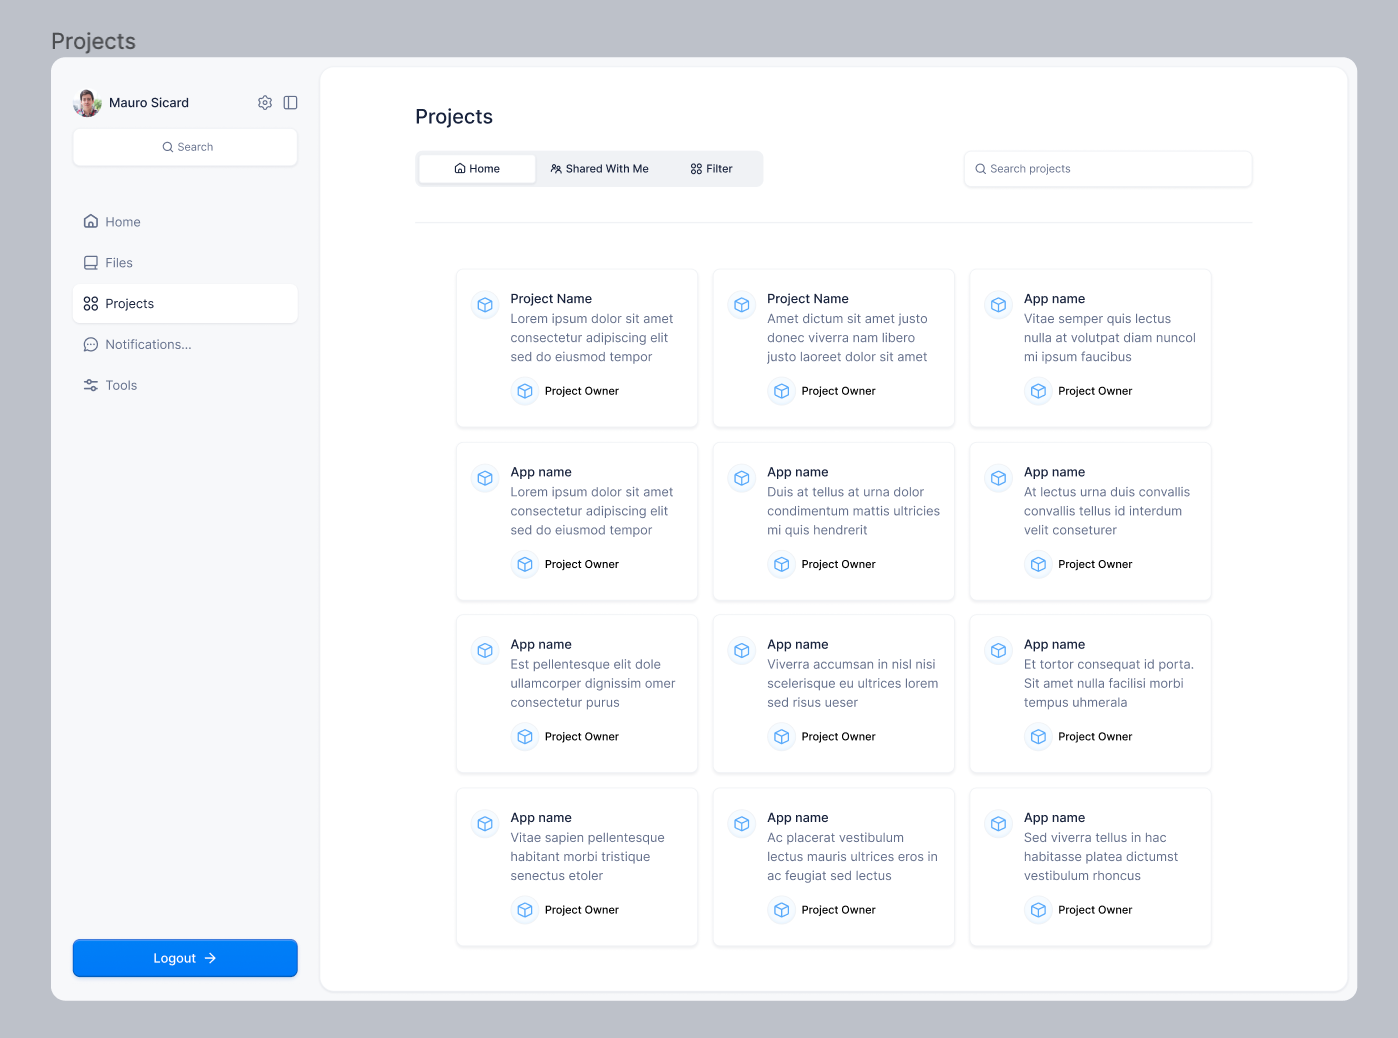 Projects
Mauro Sicard
Search
Home
Files
Projects
Notifications...
Tools
Logout
Projects
Home
Shared With Me
Filter
Search projects
Project Name
Lorem ipsum dolor sit amet
consectetur adipiscing elit
sed do eiusmod tempor
Project Owner
Project Name
Amet dictum sit amet justo
donec viverra nam libero
justo laoreet dolor sit amet
Project Owner
App name
Vitae semper quis lectus
nulla at volutpat diam nuncol
mi ipsum faucibus
Project Owner
App name
Lorem ipsum dolor sit amet
consectetur adipiscing elit
sed do eiusmod tempor
Project Owner
App name
Duis at tellus at urna dolor
condimentum mattis ultricies
mi quis hendrerit
Project Owner
App name
At lectus urna duis convallis
convallis tellus id interdum
velit conseturer
Project Owner
App name
Est pellentesque elit dole
ullamcorper dignissim omer
consectetur purus
Project Owner
App name
Viverra accumsan in nisl nisi
scelerisque eu ultrices lorem
sed risus ueser
Project Owner
App name
Et tortor consequat id porta.
Sit amet nulla facilisi morbi
tempus uhmerala
Project Owner
App name
Vitae sapien pellentesque
habitant morbi tristique
senectus etoler
Project Owner
App name
Ac placerat vestibulum
lectus mauris ultrices eros in
ac feugiat sed lectus
Project Owner
App name
Sed viverra tellus in hac
habitasse platea dictumst
vestibulum rhoncus
Project Owner